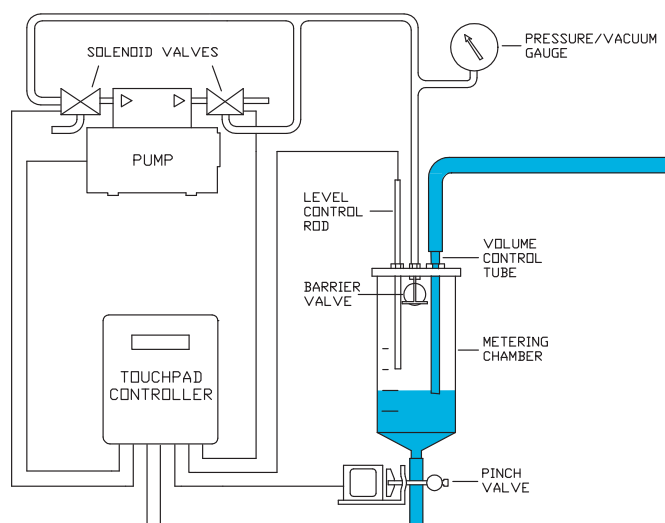 PRESSURE/VACUUM
GAUGE
SOLENOID VALVES
PUMP
LEVEL
CONTROL
ROD
VOLUME
CONTROL
TUBE
BARRIER
VALVE
METERING
CHAMBER
TOUCHPAD
CONTROLLER
PINCH
VALVE